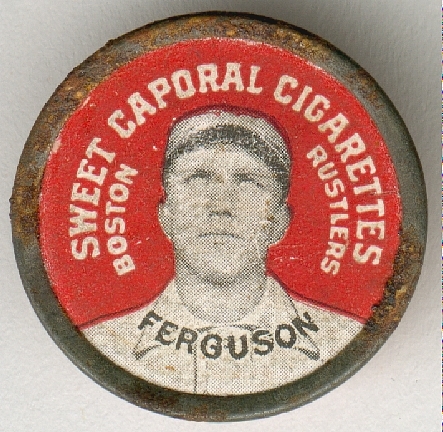 SWEET CAPORAL CIGARETTES
BOSTON
RUSTLERS
FERGUSON